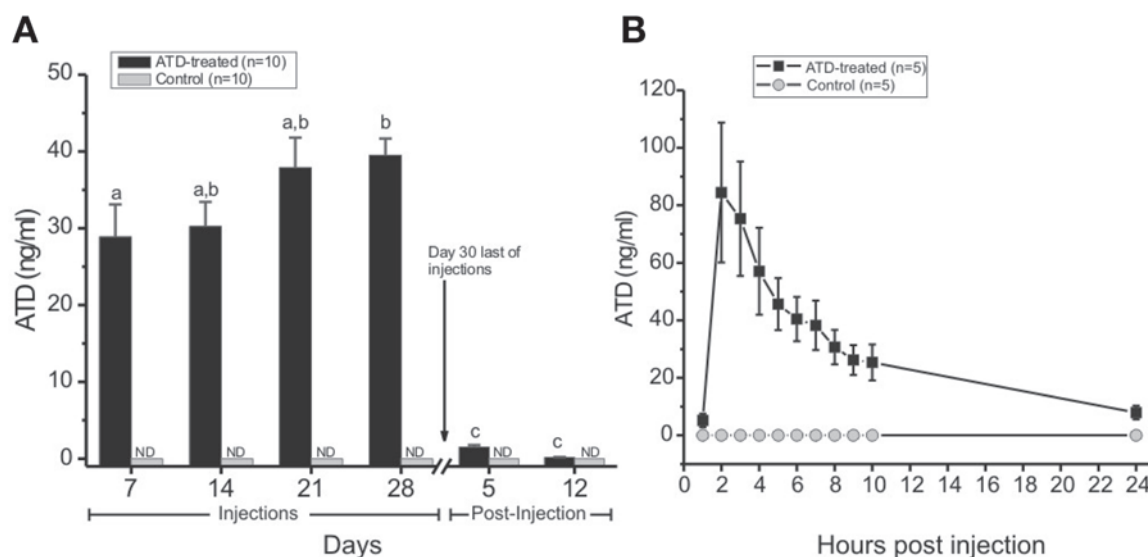 A
ATD-treated (n=10)
Control (n=10)
50
40
30
20
10
0
ATD (ng/ml)
a
a,b
a,b
b
c
c
ND
ND
ND
ND
ND
ND
Day 30 last of
injections
7
14
21
28
5
12
Injections
Post-Injection
Days
B
ATD-treated (n=5)
Control (n=5)
120
100
80
60
40
20
0
ATD (ng/ml)
0 2 4 6 8 10 12 14 16 18 20 22 24
Hours post injection